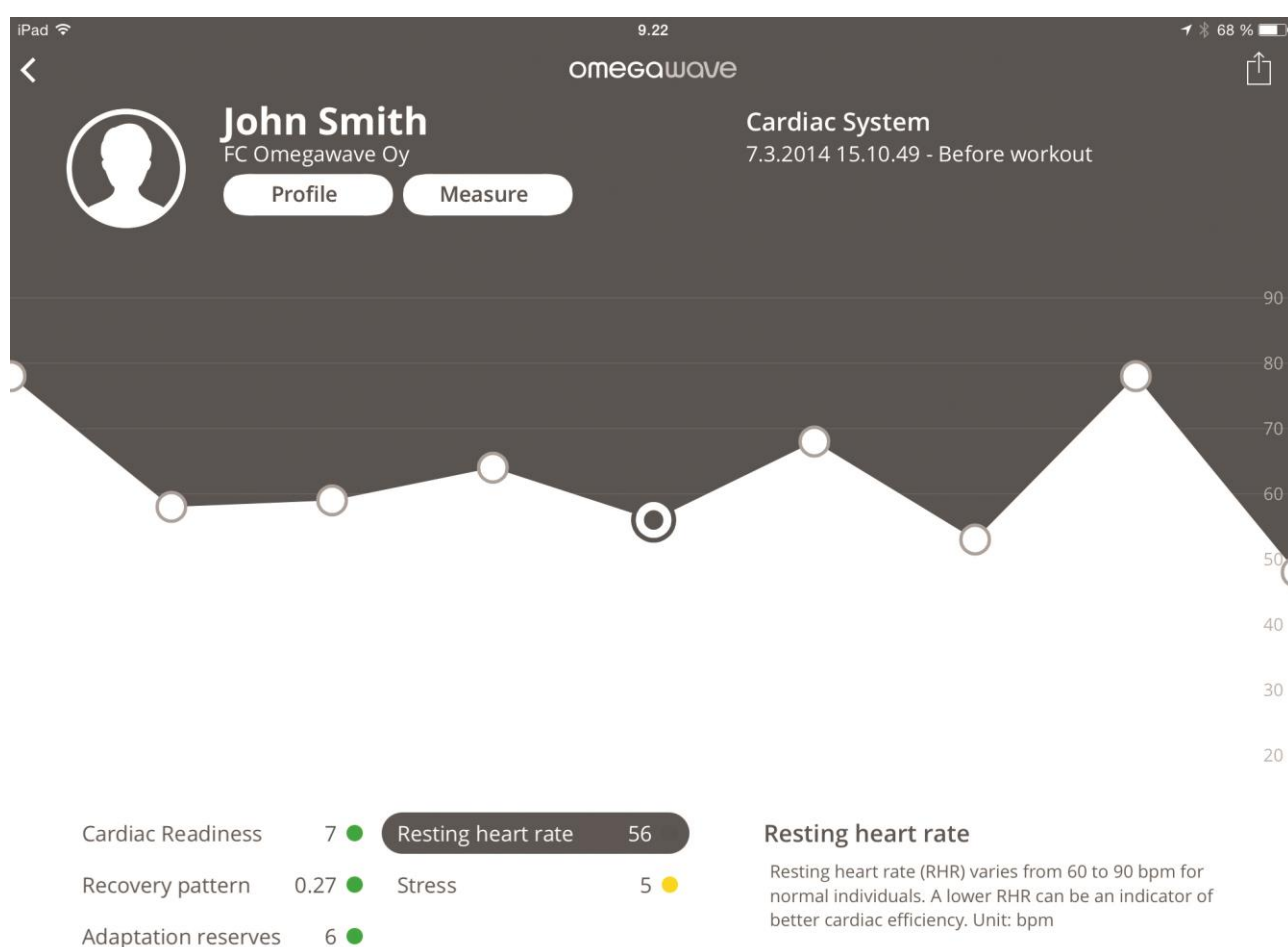 iPad 9.22 68 %
omegawave
John Smith
FC Omegawave Oy
Profile Measure
Cardiac System
7.3.2014 15.10.49 - Before workout
90
80
70
60
50
40
30
20
Cardiac Readiness 7 Resting heart rate 56
Recovery pattern 0.27 Stress 5
Adaptation reserves 6
Resting heart rate
Resting heart rate (RHR) varies from 60 to 90 bpm for
normal individuals. A lower RHR can be an indicator of
better cardiac efficiency. Unit: bpm